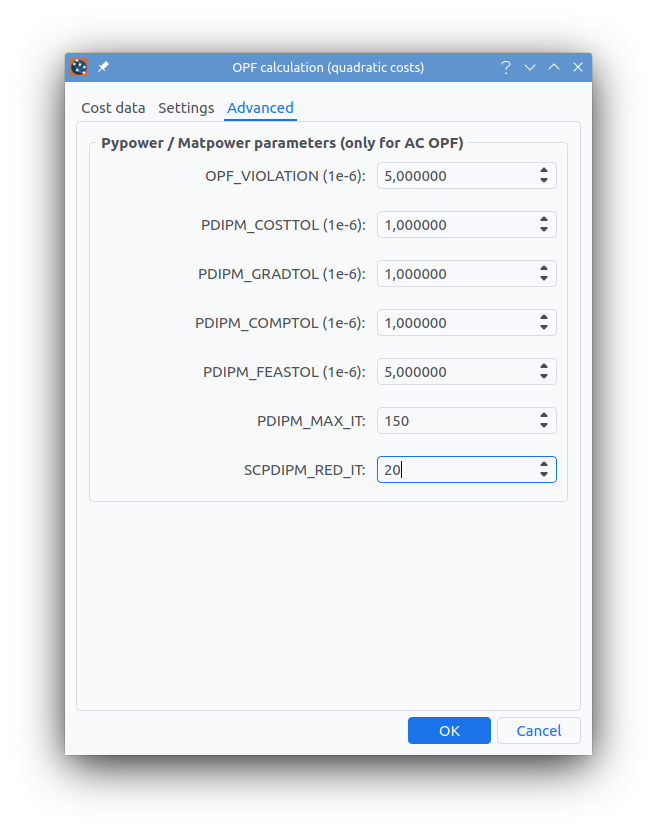 OPF calculation (quadratic costs)
Cost data Settings Advanced
Pypower / Matpower parameters (only for AC OPF)
OPF_VIOLATION (1e-6): 5,000000
PDIPM_COSTTOL (1e-6): 1,000000
PDIPM_GRADTOL (1e-6): 1,000000
PDIPM_COMPTOL (1e-6): 1,000000
PDIPM_FEASTOL (1e-6): 5,000000
PDIPM_MAX_IT: 150
SCPDIPM_RED_IT: 20
OK Cancel